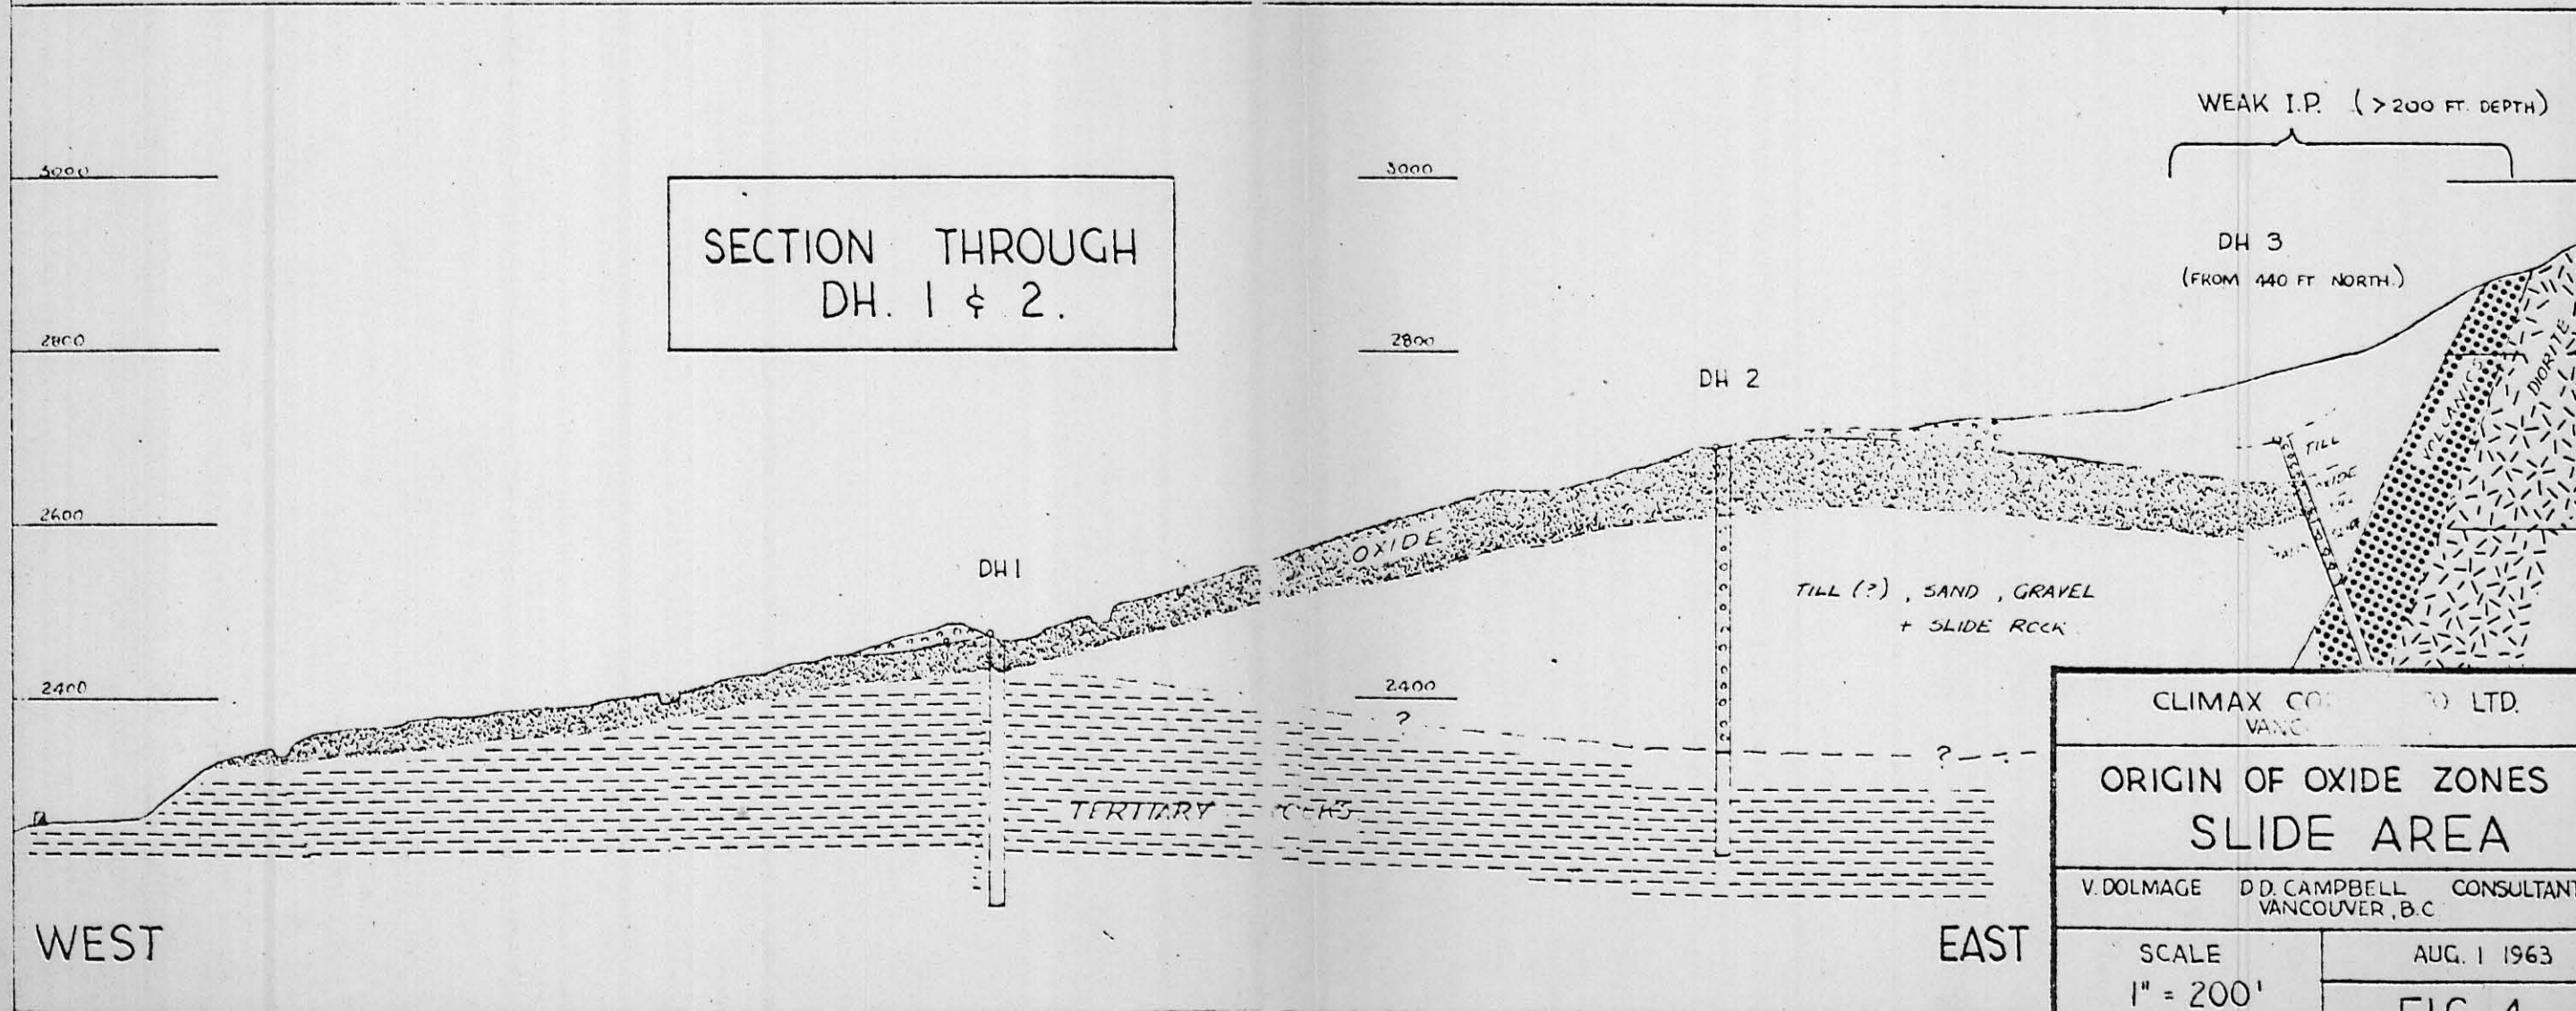 WEAK I.P. (>200 FT. DEPTH)
3000
3000
SECTION THROUGH
DH. 1 & 2.
DH 3
(FROM 440 FT NORTH.)
2800
2800
DH 2
VOLCANICS
DIORITE
TILL
2600
OXIDE
DH 1
TILL (?), SAND, GRAVEL
+ SLIDE ROCK
2400
2400
?
?
TERTIARY
CLIMAX LTD.
ORIGIN OF OXIDE ZONES
SLIDE AREA
V. DOLMAGE D.D. CAMPBELL CONSULTANT
VANCOUVER, B.C
WEST
EAST
SCALE
1" = 200'
AUG. 1 1963
FIG